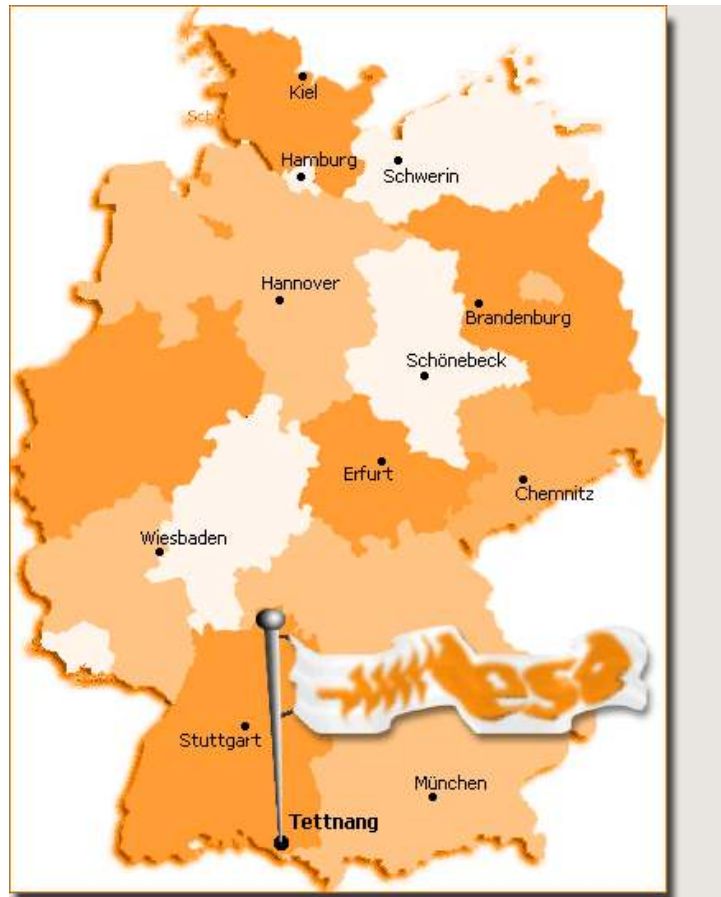 Kiel
Hamburg
Schwerin
Hannover
Brandenburg
Schönebeck
Erfurt
Chemnitz
Wiesbaden
Stuttgart
München
Tettnang